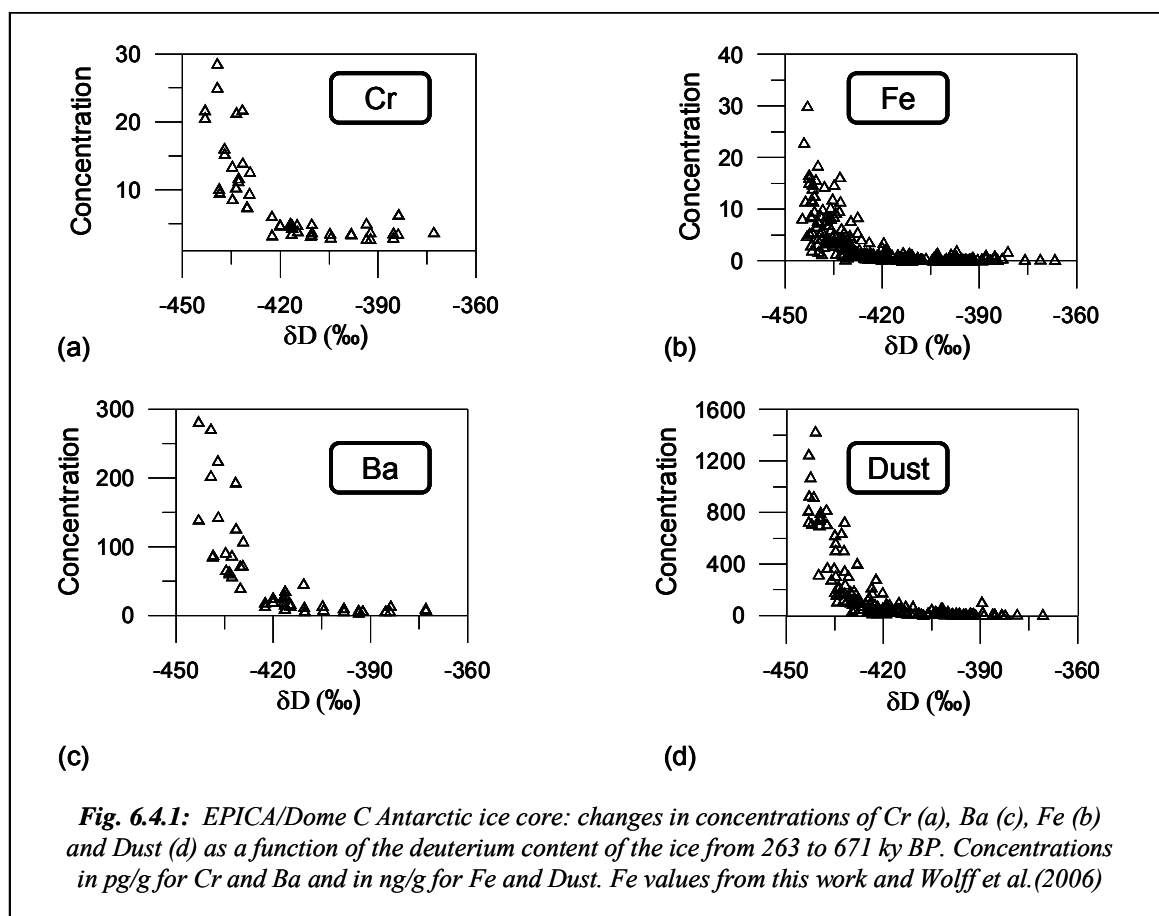 30
20
10
Concentration
Cr
-450 -420 -390 -360
δD (‰)
(a)
40
30
20
10
0
Concentration
Fe
-450 -420 -390 -360
δD (‰)
(b)
300
200
100
0
Concentration
Ba
-450 -420 -390 -360
δD (‰)
(c)
1600
1200
800
400
0
Concentration
Dust
-450 -420 -390 -360
δD (‰)
(d)
Fig. 6.4.1: EPICA/Dome C Antarctic ice core: changes in concentrations of Cr (a), Ba (c), Fe (b)
and Dust (d) as a function of the deuterium content of the ice from 263 to 671 ky BP. Concentrations
in pg/g for Cr and Ba and in ng/g for Fe and Dust. Fe values from this work and Wolff et al.(2006)